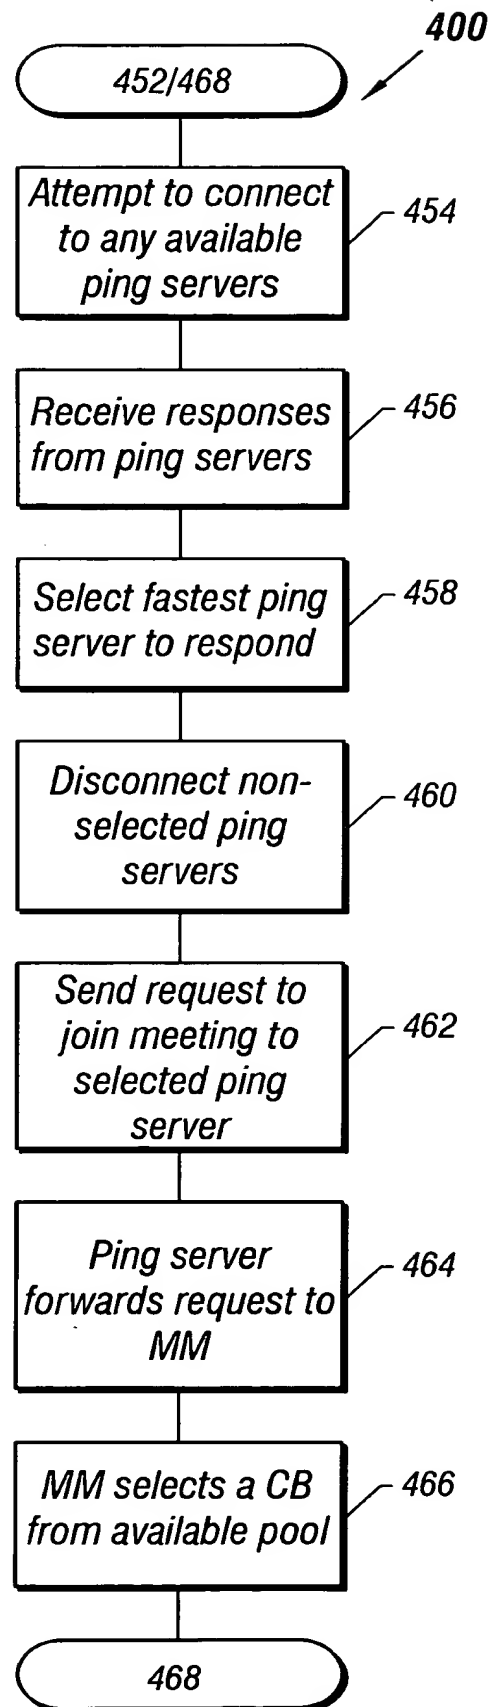 400
452/468
Attempt to connect
to any available
ping servers
454
Receive responses
from ping servers
456
Select fastest ping
server to respond
458
Disconnect non-
selected ping
servers
460
Send request to
join meeting to
selected ping
server
462
Ping server
forwards request to
MM
464
MM selects a CB
from available pool
466
468